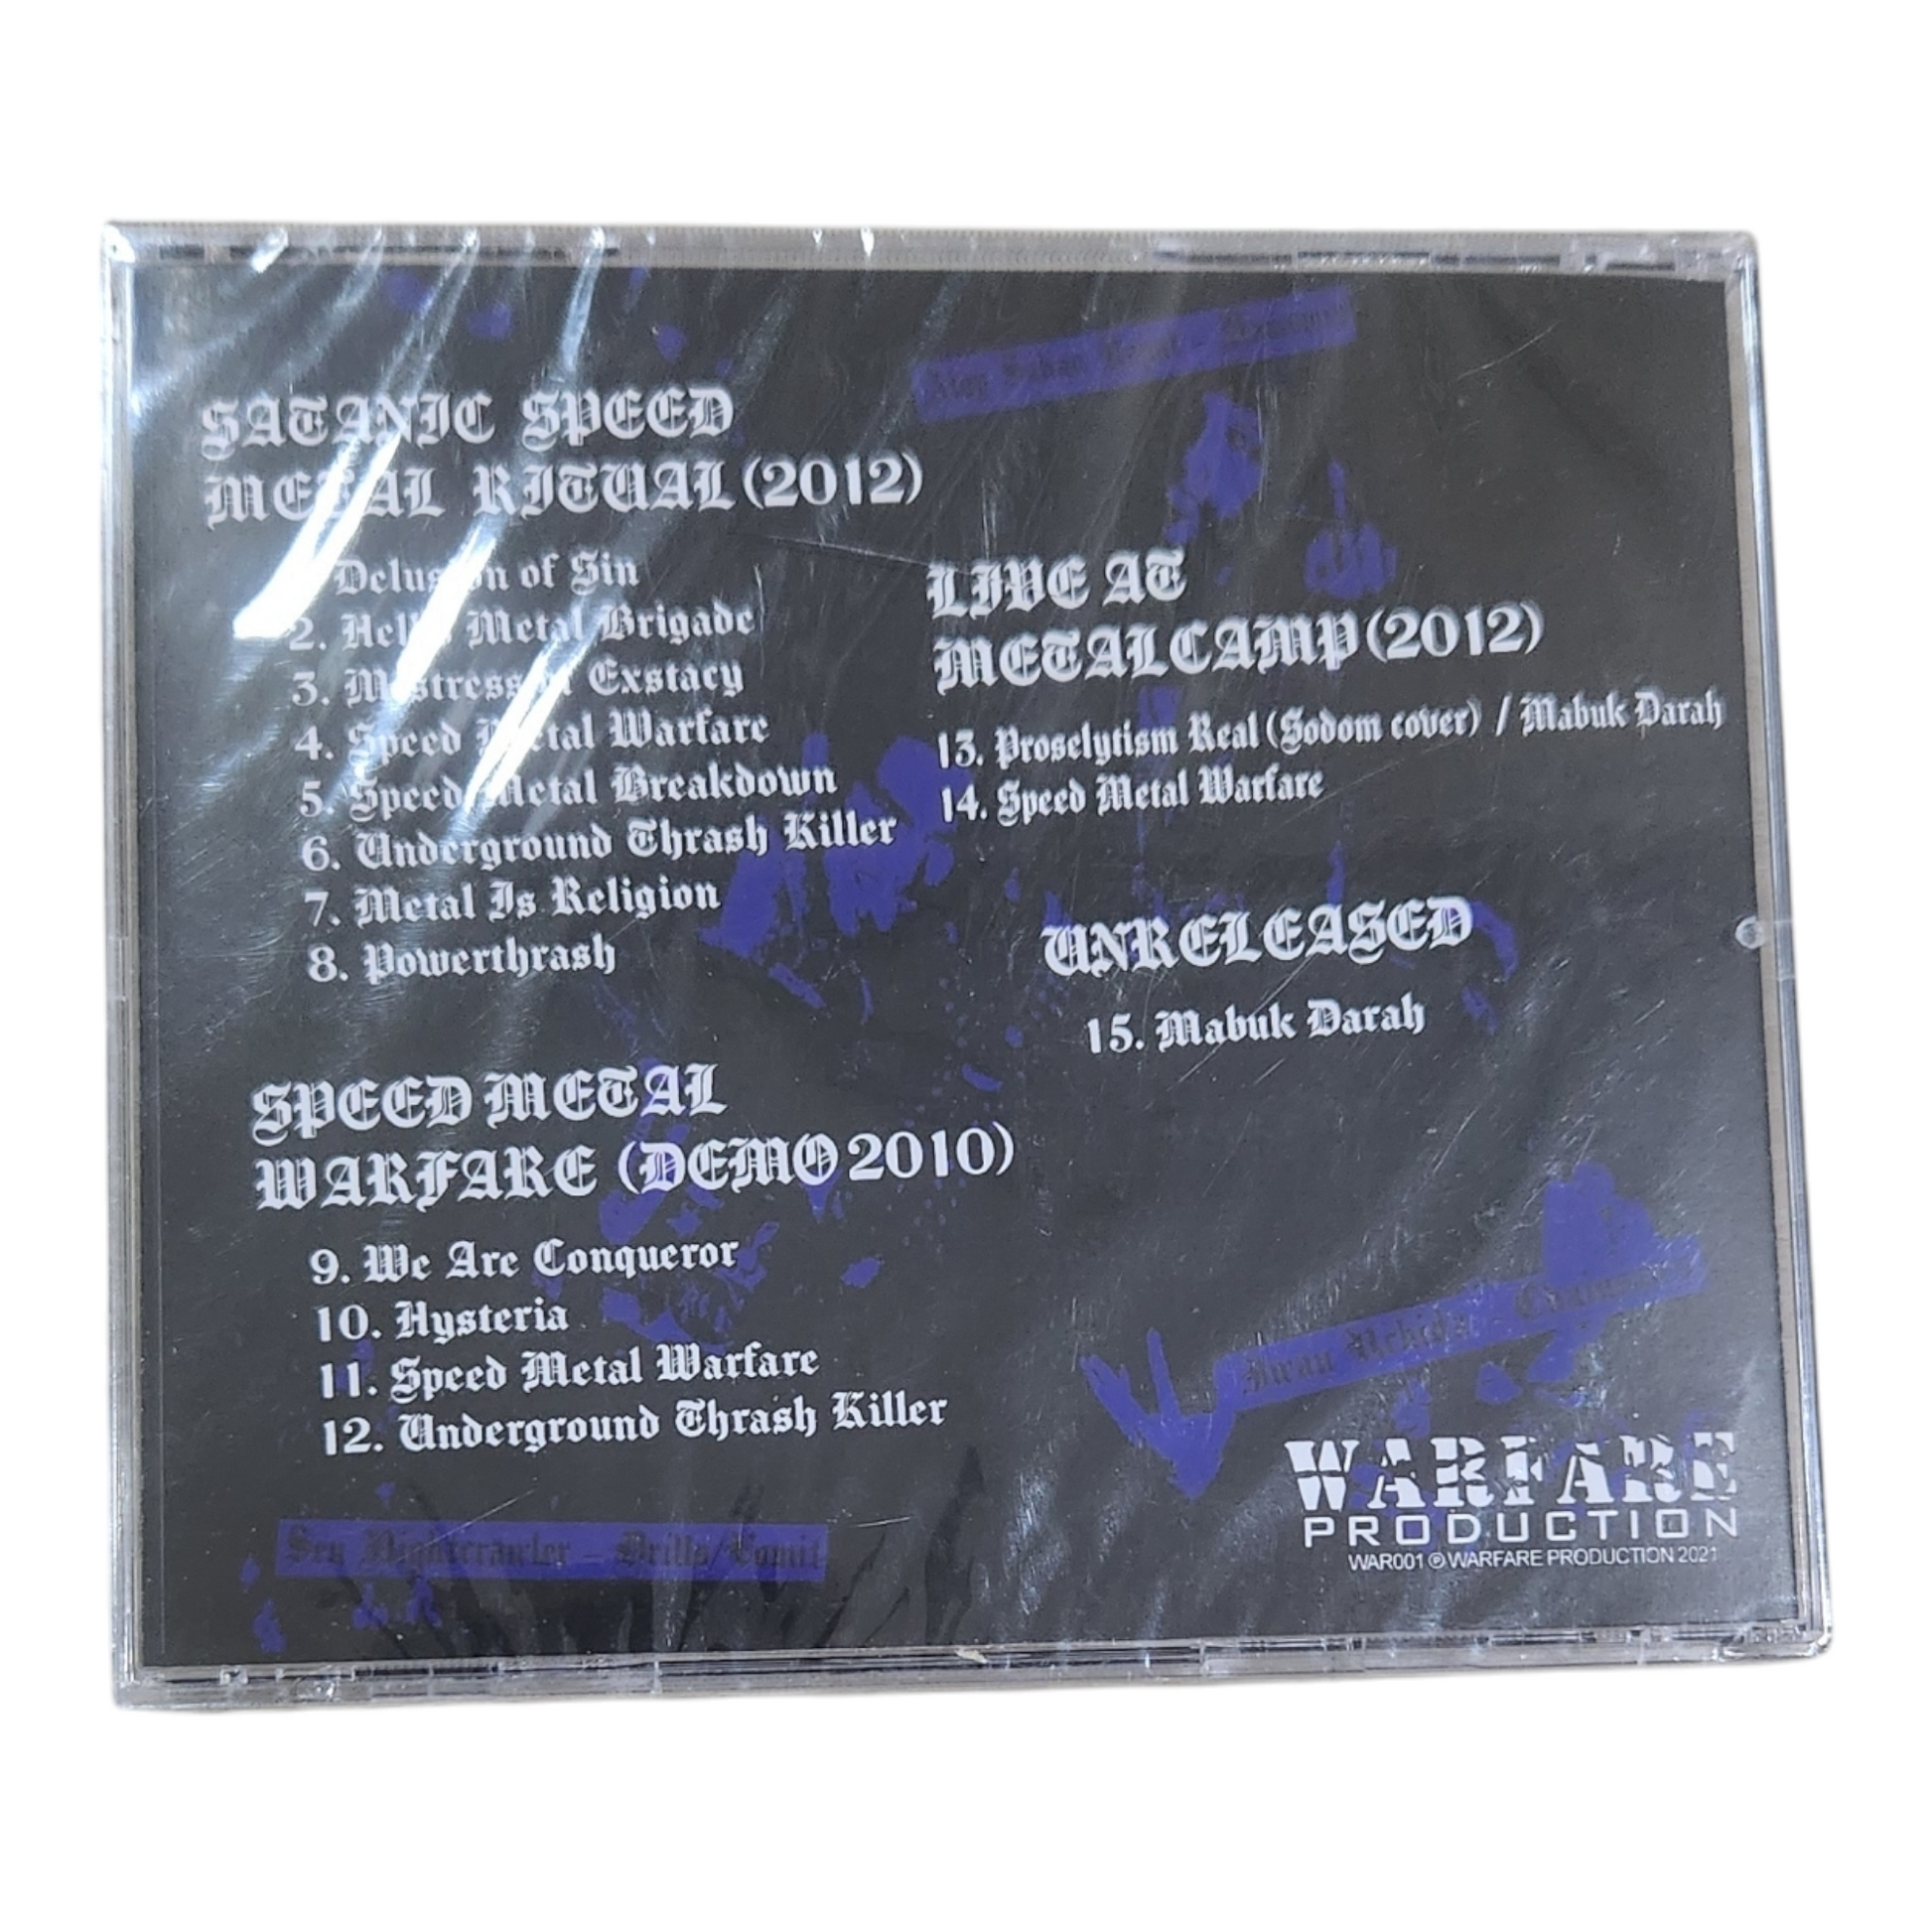 SATANIC SPEED
METAL RITUAL (2012)
Delusion of Sin
2. Hell's Metal Brigade
3. Mistress Exstacy
4. Speed Metal Warfare
5. Speed Metal Breakdown
6. Underground Thrash Killer
7. Metal Is Religion
8. Powerthrash
SPEED METAL
WARFARE (DEMO 2010)
9. We Are Conqueror
10. Hysteria
11. Speed Metal Warfare
12. Underground Thrash Killer
Sen Nightcrawler - Drills/Vomit
LIVE AT
METALCAMP (2012)
13. Proselytism Real (Sodom cover) / Mabuk Darah
14. Speed Metal Warfare
UNRELEASED
15. Mabuk Darah
WARFARE
PRODUCTION
WAR001 ℗ WARFARE PRODUCTION 2021